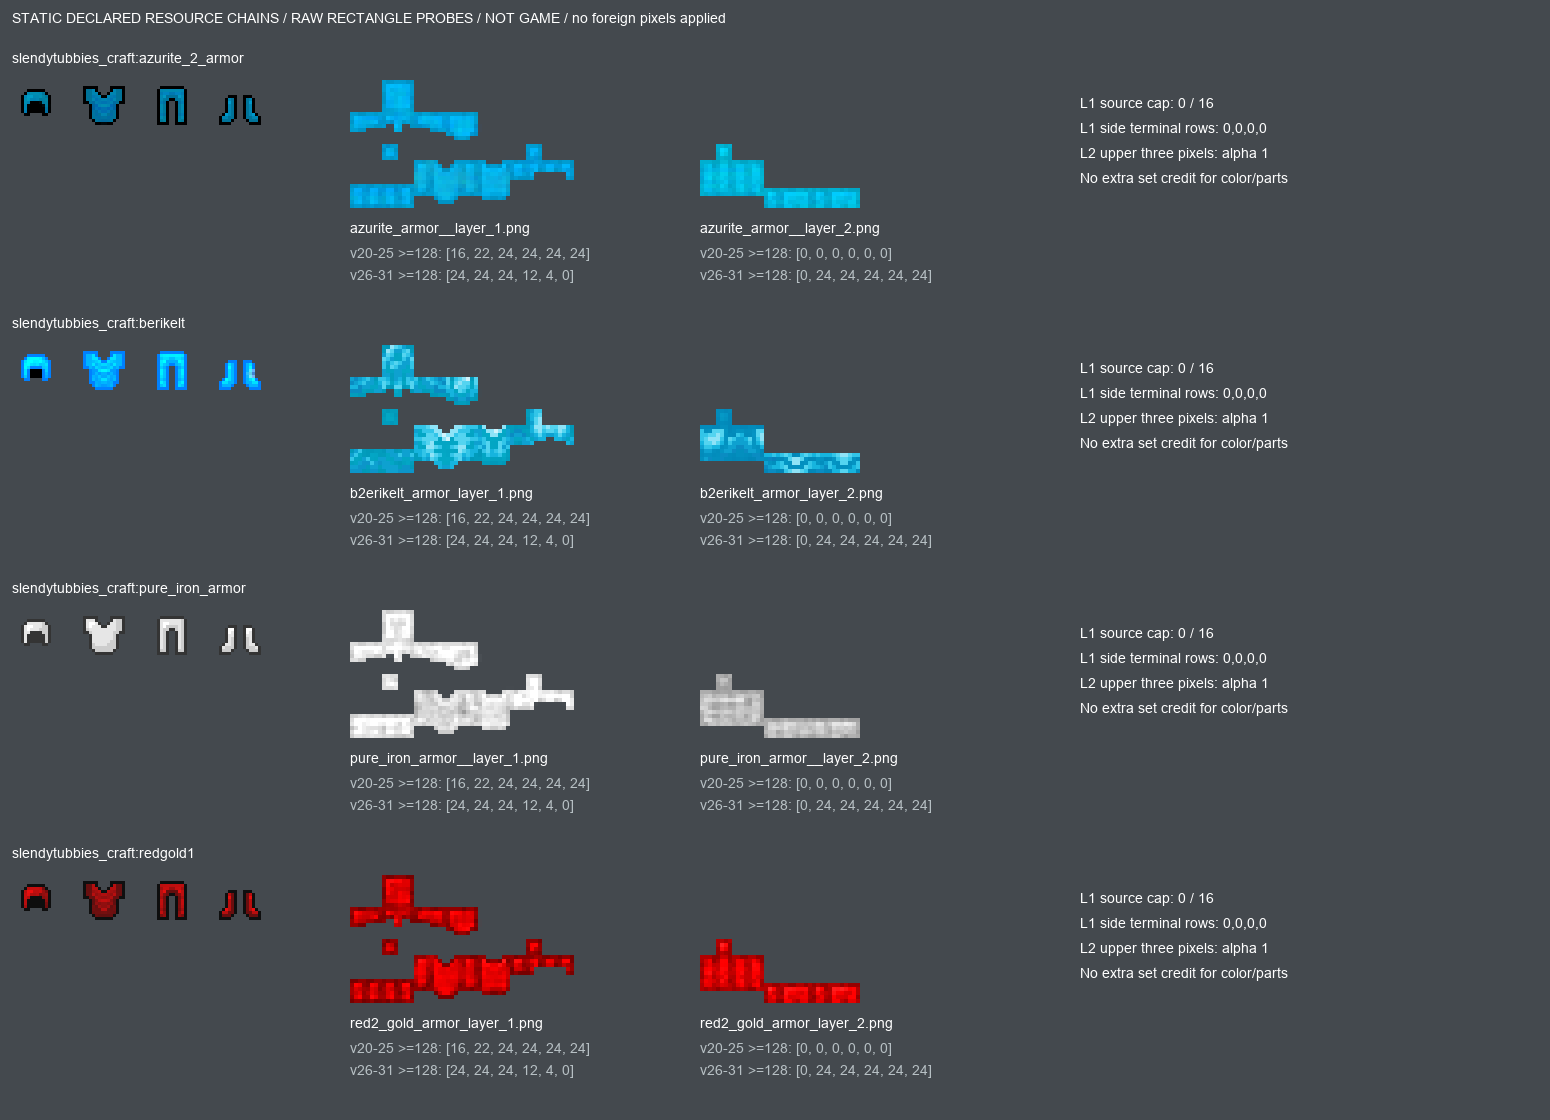 STATIC DECLARED RESOURCE CHAINS / RAW RECTANGLE PROBES / NOT GAME / no foreign pixels applied
slendytubbies_craft:azurite_2_armor
L1 source cap: 0 / 16
L1 side terminal rows: 0,0,0,0
L2 upper three pixels: alpha 1
No extra set credit for color/parts
azurite_armor__layer_1.png
azurite_armor__layer_2.png
v20-25 >=128: [16, 22, 24, 24, 24, 24]
v20-25 >=128: [0, 0, 0, 0, 0, 0]
v26-31 >=128: [24, 24, 24, 12, 4, 0]
v26-31 >=128: [0, 24, 24, 24, 24, 24]
slendytubbies_craft:berikelt
L1 source cap: 0 / 16
L1 side terminal rows: 0,0,0,0
L2 upper three pixels: alpha 1
No extra set credit for color/parts
b2erikelt_armor_layer_1.png
b2erikelt_armor_layer_2.png
v20-25 >=128: [16, 22, 24, 24, 24, 24]
v20-25 >=128: [0, 0, 0, 0, 0, 0]
v26-31 >=128: [24, 24, 24, 12, 4, 0]
v26-31 >=128: [0, 24, 24, 24, 24, 24]
slendytubbies_craft:pure_iron_armor
L1 source cap: 0 / 16
L1 side terminal rows: 0,0,0,0
L2 upper three pixels: alpha 1
No extra set credit for color/parts
pure_iron_armor__layer_1.png
pure_iron_armor__layer_2.png
v20-25 >=128: [16, 22, 24, 24, 24, 24]
v20-25 >=128: [0, 0, 0, 0, 0, 0]
v26-31 >=128: [24, 24, 24, 12, 4, 0]
v26-31 >=128: [0, 24, 24, 24, 24, 24]
slendytubbies_craft:redgold1
L1 source cap: 0 / 16
L1 side terminal rows: 0,0,0,0
L2 upper three pixels: alpha 1
No extra set credit for color/parts
red2_gold_armor_layer_1.png
red2_gold_armor_layer_2.png
v20-25 >=128: [16, 22, 24, 24, 24, 24]
v20-25 >=128: [0, 0, 0, 0, 0, 0]
v26-31 >=128: [24, 24, 24, 12, 4, 0]
v26-31 >=128: [0, 24, 24, 24, 24, 24]